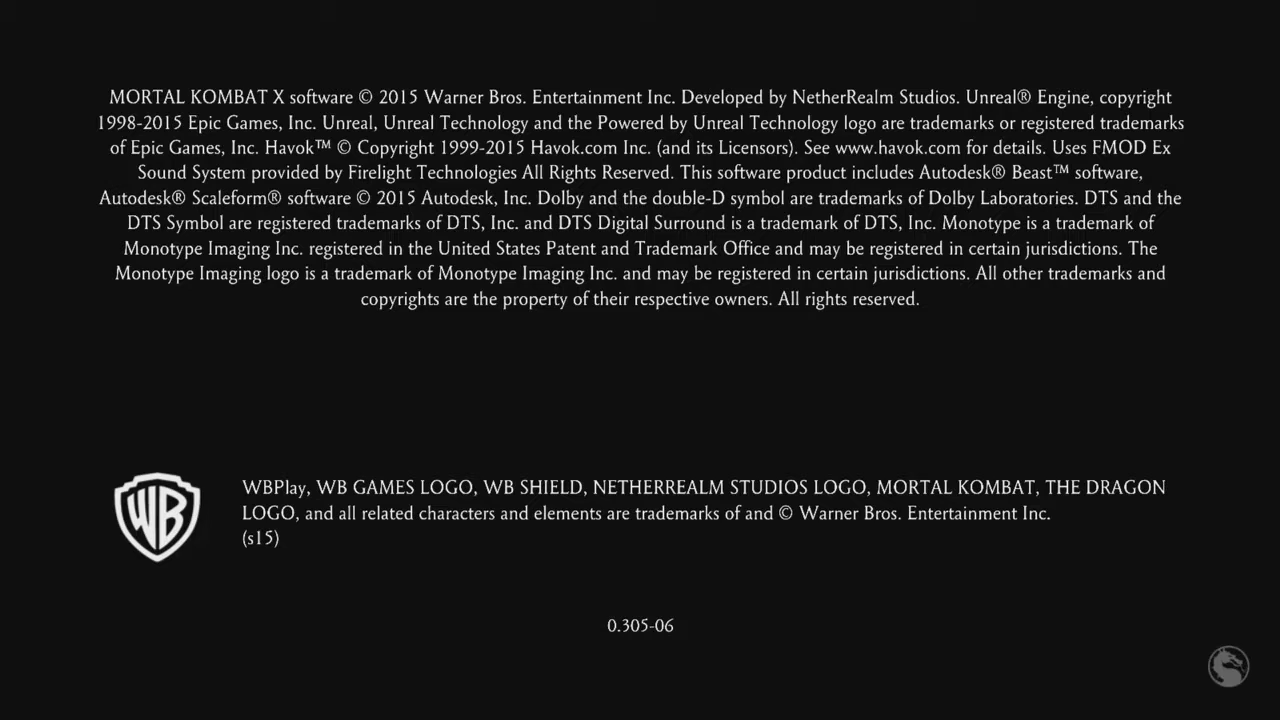 MORTAL KOMBAT X software © 2015 Warner Bros. Entertainment Inc. Developed by NetherRealm Studios. Unreal® Engine, copyright
1998-2015 Epic Games, Inc. Unreal, Unreal Technology and the Powered by Unreal Technology logo are trademarks or registered trademarks
of Epic Games, Inc. Havok™ © Copyright 1999-2015 Havok.com Inc. (and its Licensors). See www.havok.com for details. Uses FMOD Ex
Sound System provided by Firelight Technologies All Rights Reserved. This software product includes Autodesk® Beast™ software,
Autodesk® Scaleform® software © 2015 Autodesk, Inc. Dolby and the double-D symbol are trademarks of Dolby Laboratories. DTS and the
DTS Symbol are registered trademarks of DTS, Inc. and DTS Digital Surround is a trademark of DTS, Inc. Monotype is a trademark of
Monotype Imaging Inc. registered in the United States Patent and Trademark Office and may be registered in certain jurisdictions. The
Monotype Imaging logo is a trademark of Monotype Imaging Inc. and may be registered in certain jurisdictions. All other trademarks and
copyrights are the property of their respective owners. All rights reserved.
WB
WBPlay, WB GAMES LOGO, WB SHIELD, NETHERREALM STUDIOS LOGO, MORTAL KOMBAT, THE DRAGON
LOGO, and all related characters and elements are trademarks of and © Warner Bros. Entertainment Inc.
(s15)
0.305-06